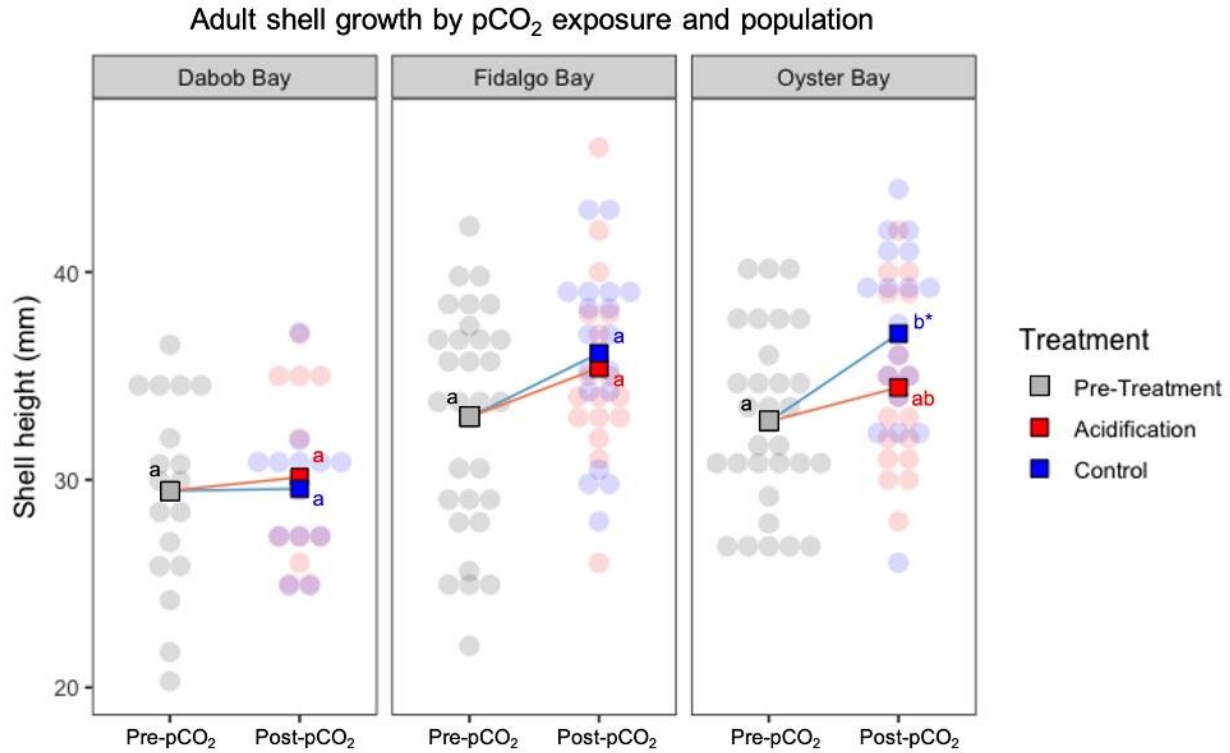 Adult shell growth by pCO₂ exposure and population
Dabob Bay
Fidalgo Bay
Oyster Bay
Shell height (mm)
40
30
20
a
a
a
a
a
a
a
b*
ab
Pre-pCO₂
Post-pCO₂
Pre-pCO₂
Post-pCO₂
Pre-pCO₂
Post-pCO₂
Treatment
Pre-Treatment
Acidification
Control